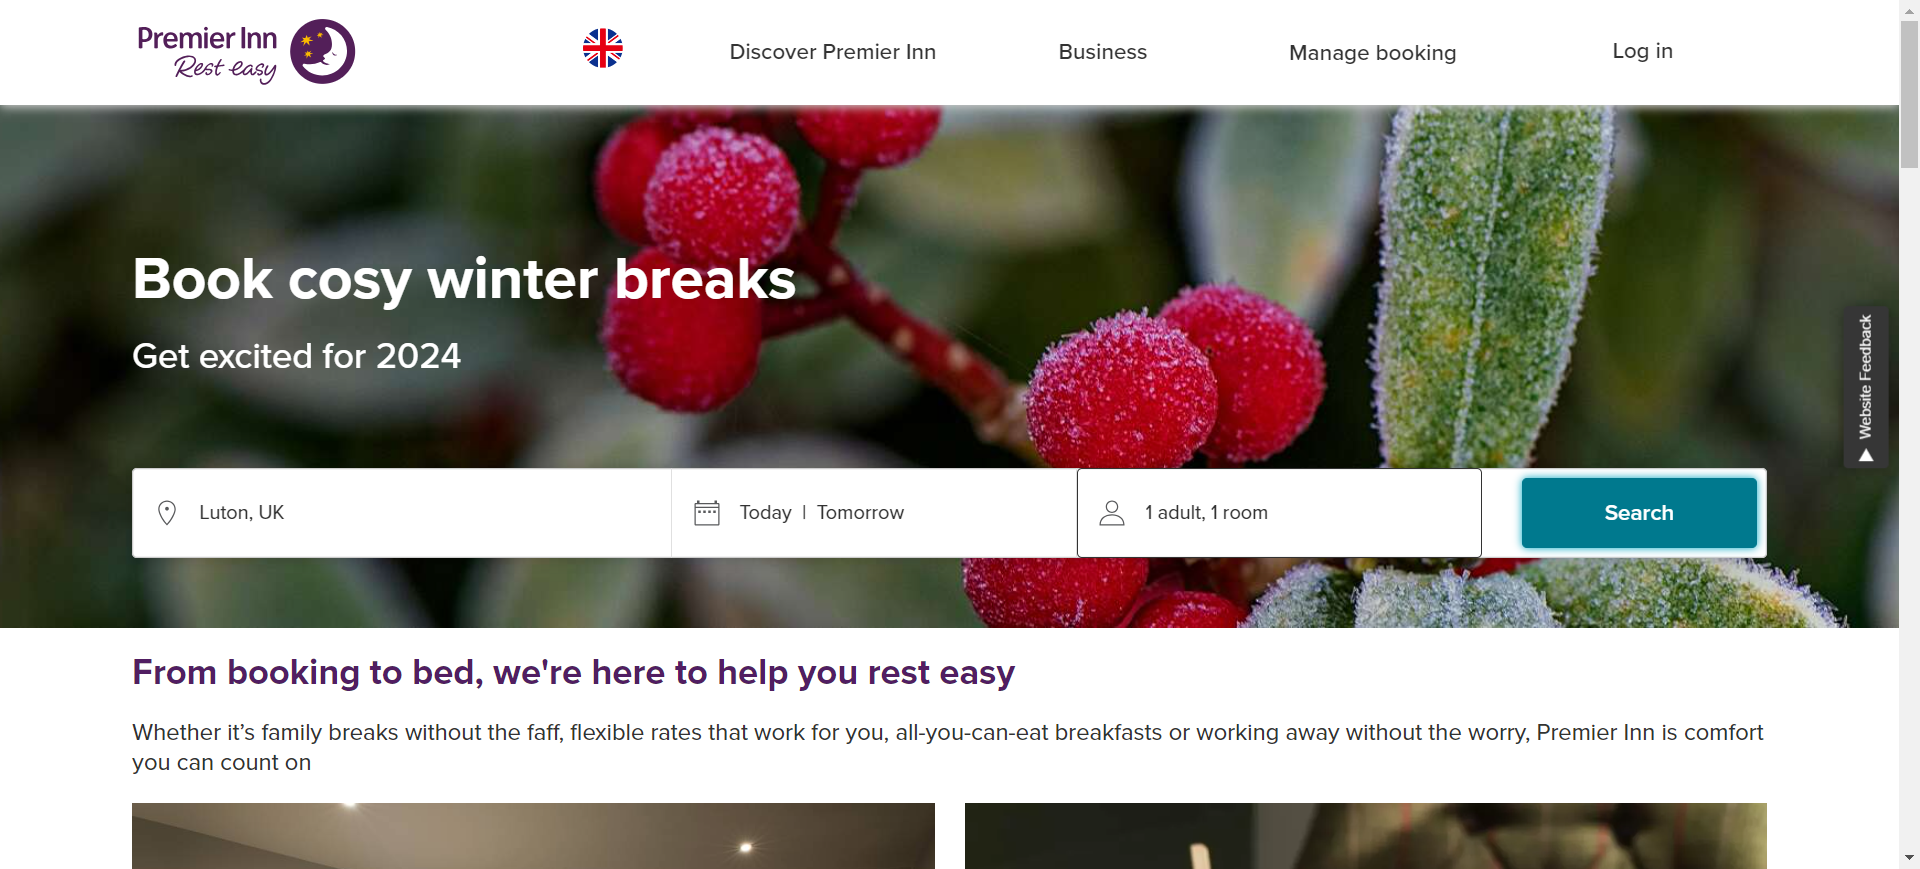 Premier Inn
Rest easy
Discover Premier Inn
Business
Manage booking
Log in
Book cosy winter breaks
Get excited for 2024
Website Feedback
Luton, UK
Today | Tomorrow
1 adult, 1 room
Search
From booking to bed, we're here to help you rest easy
Whether it’s family breaks without the faff, flexible rates that work for you, all-you-can-eat breakfasts or working away without the worry, Premier Inn is comfort
you can count on